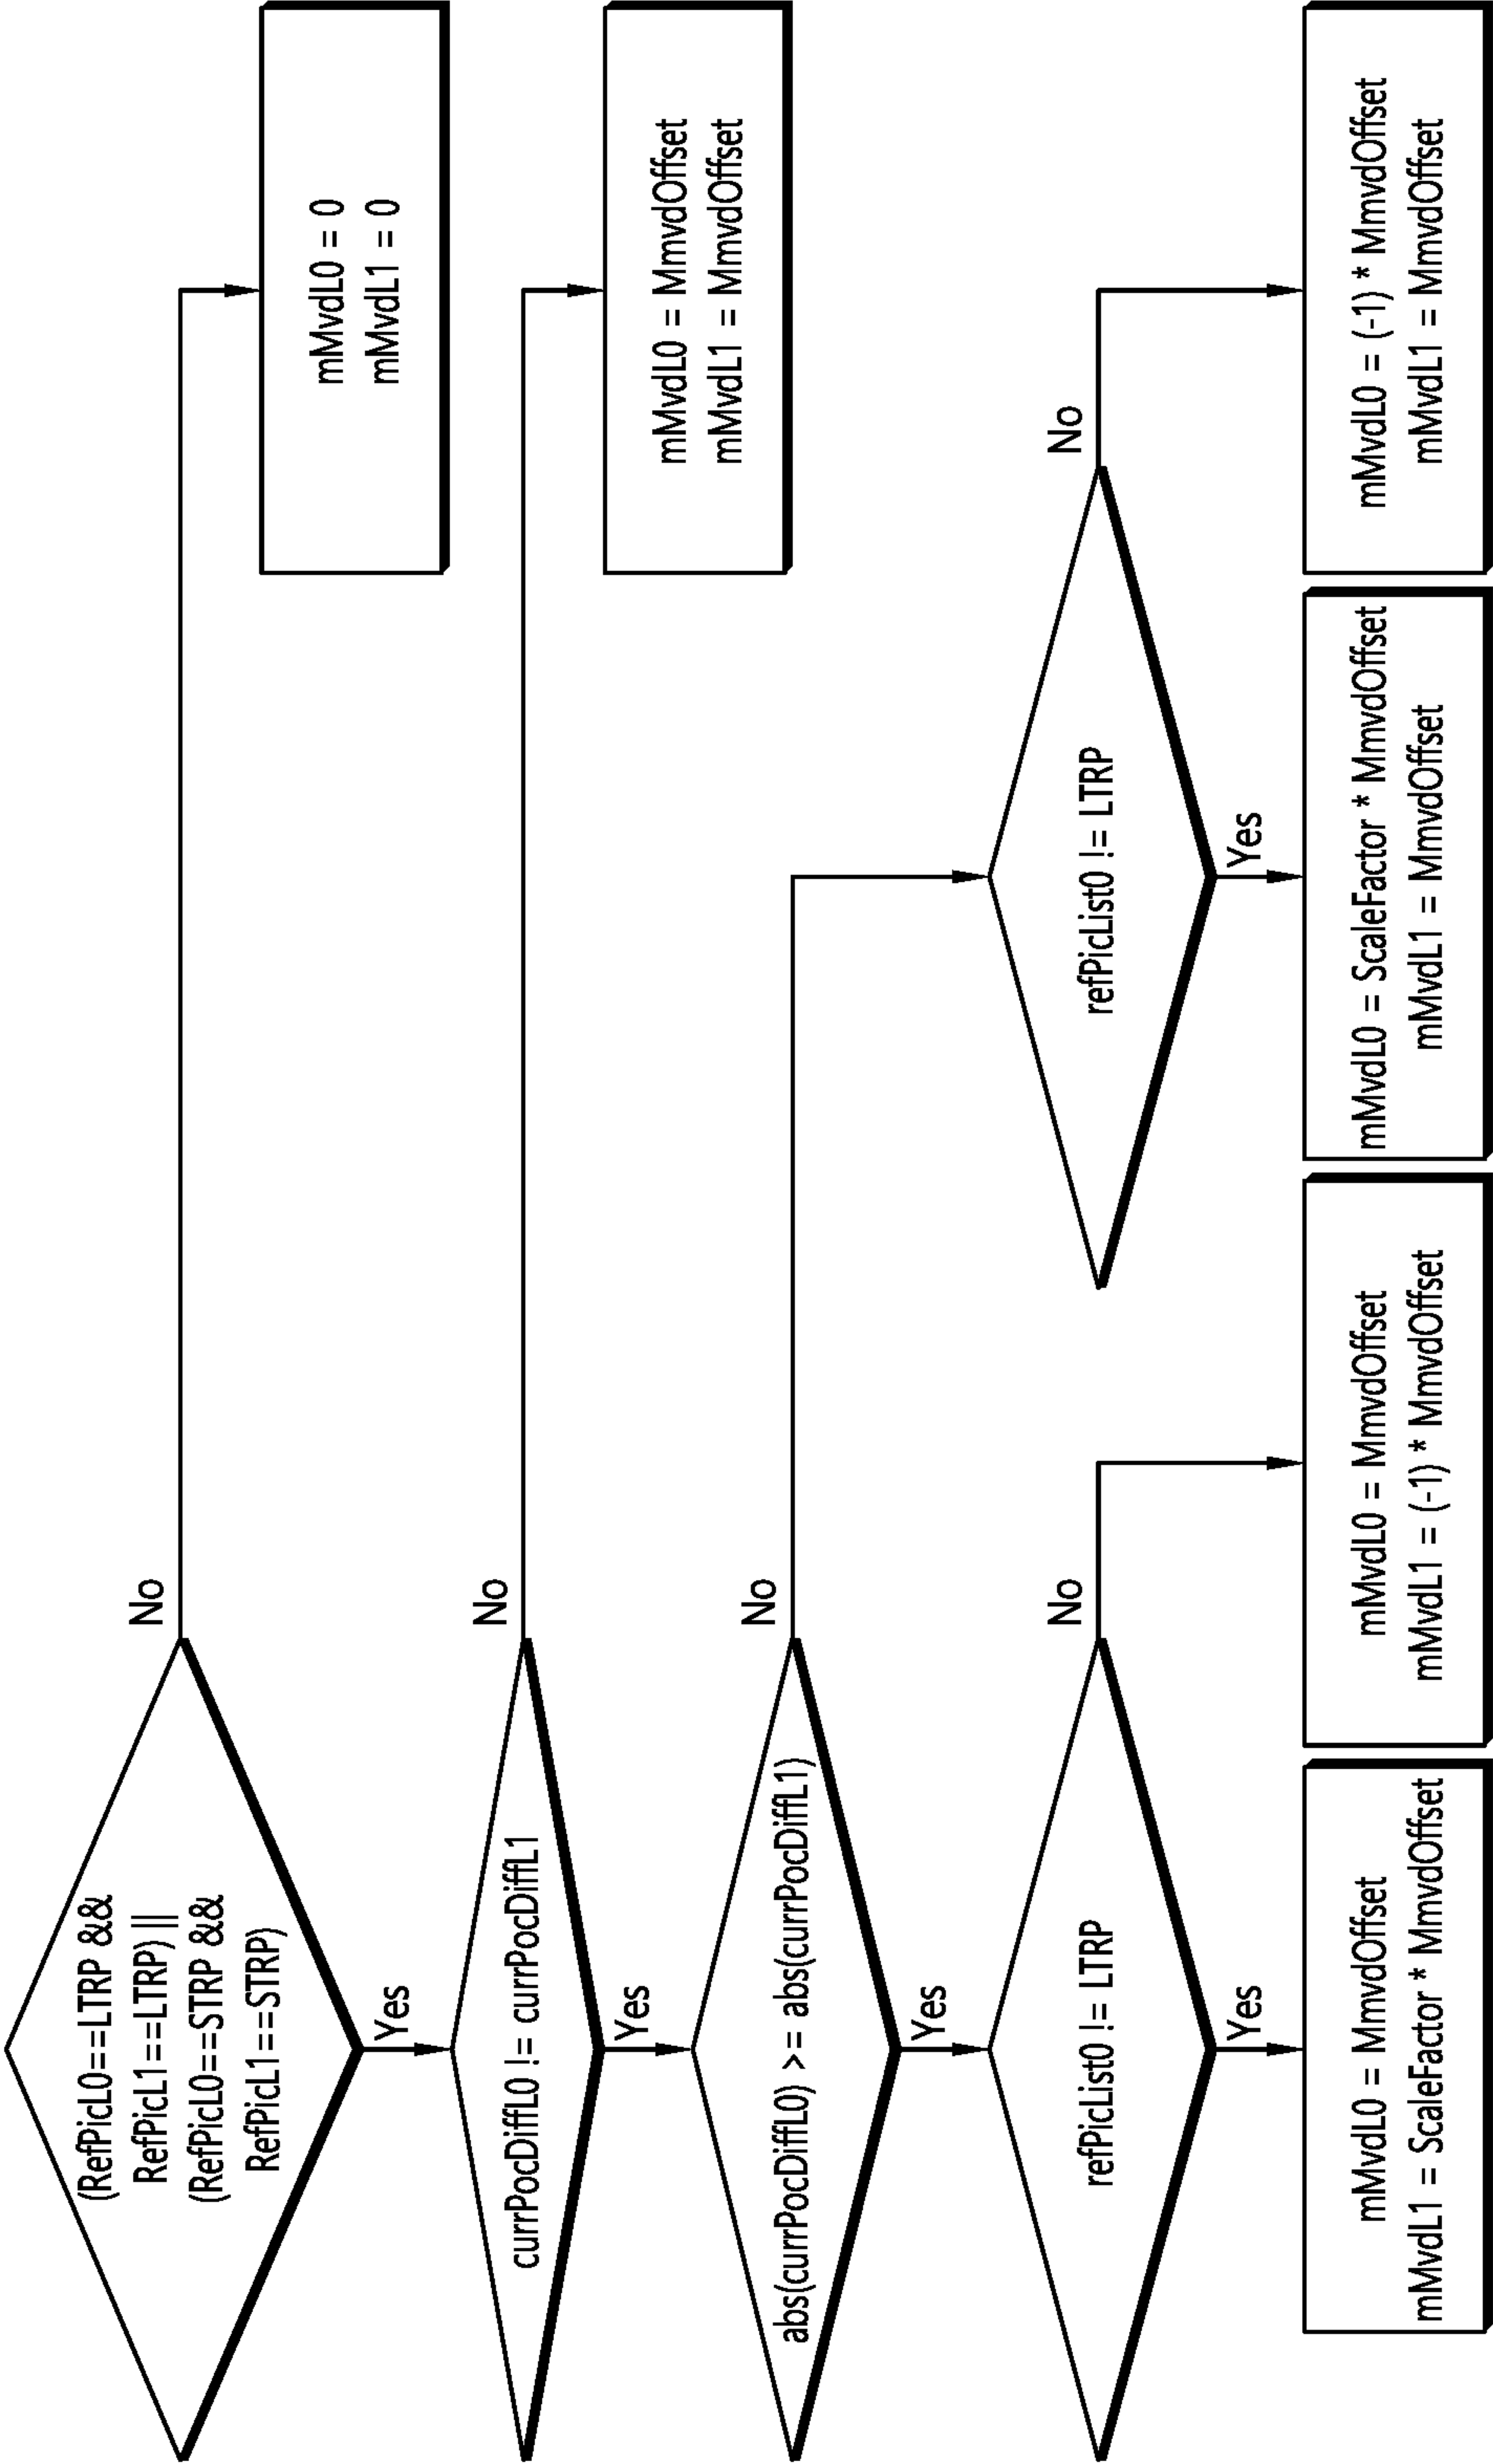 (RefPicL0==LTRP &&
RefPicL1==LTRP) ||
(RefPicL0==STRP &&
RefPicL1==STRP)
No
mMvdL0 = 0
mMvdL1 = 0
Yes
currPocDiffL0 != currPocDiffL1
No
mMvdL0 = MmvdOffset
mMvdL1 = MmvdOffset
Yes
abs(currPocDiffL0) >= abs(currPocDiffL1)
No
Yes
refPicList0 != LTRP
No
refPicList0 != LTRP
No
Yes
Yes
mMvdL0 = MmvdOffset
mMvdL1 = ScaleFactor * MmvdOffset
mMvdL0 = MmvdOffset
mMvdL1 = (-1) * MmvdOffset
mMvdL0 = ScaleFactor * MmvdOffset
mMvdL1 = MmvdOffset
mMvdL0 = (-1) * MmvdOffset
mMvdL1 = MmvdOffset